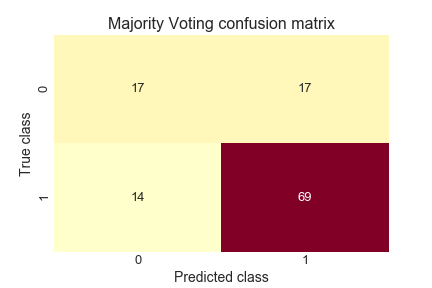 Majority Voting confusion matrix
True class
0
17
17
1
14
69
0
1
Predicted class